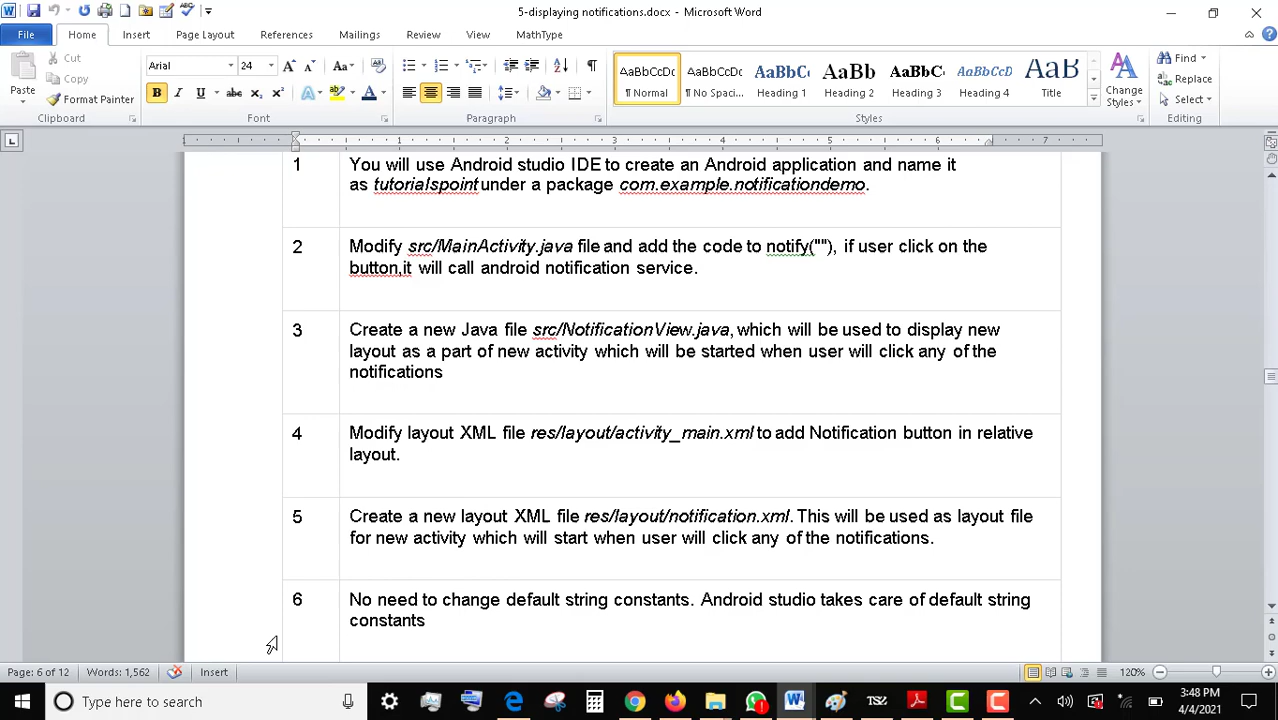 5-displaying notifications.docx - Microsoft Word
File Home Insert Page Layout References Mailings Review View MathType
Paste
Cut
Copy
Format Painter
Clipboard
Arial 24
Font
Paragraph
AaBbCcDc AaBbCcDc AaBbC AaBb AaBbC AaBbCcD AaB
¶ Normal ¶ No Spaci... Heading 1 Heading 2 Heading 3 Heading 4 Title
Change Styles
Styles
Find
Replace
Select
Editing
1 1 2 3 4 5 6 7
1 You will use Android studio IDE to create an Android application and name it
as tutorialspoint under a package com.example.notificationdemo.
2 Modify src/MainActivity.java file and add the code to notify(""), if user click on the
button,it will call android notification service.
3 Create a new Java file src/NotificationView.java, which will be used to display new
layout as a part of new activity which will be started when user will click any of the
notifications
4 Modify layout XML file res/layout/activity_main.xml to add Notification button in relative
layout.
5 Create a new layout XML file res/layout/notification.xml. This will be used as layout file
for new activity which will start when user will click any of the notifications.
6 No need to change default string constants. Android studio takes care of default string
constants
Page: 6 of 12 Words: 1,562 Insert 120%
Type here to search
3:48 PM
4/4/2021